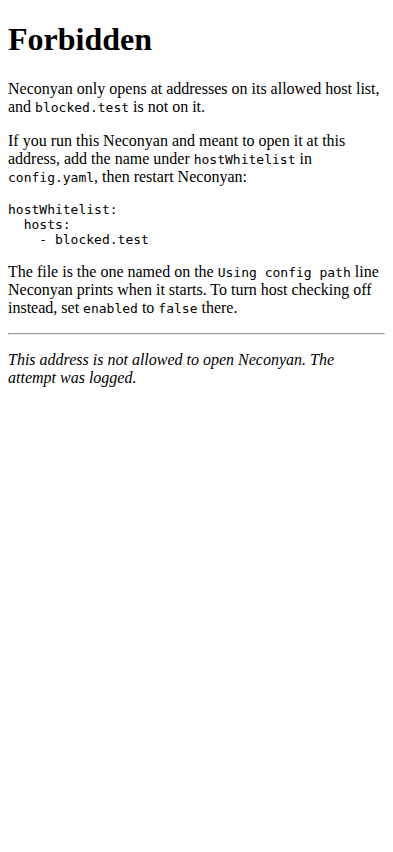 Forbidden
Neconyan only opens at addresses on its allowed host list,
and blocked.test is not on it.
If you run this Neconyan and meant to open it at this
address, add the name under hostWhitelist in
config.yaml, then restart Neconyan:
hostWhitelist:
  hosts:
    - blocked.test
The file is the one named on the Using config path line
Neconyan prints when it starts. To turn host checking off
instead, set enabled to false there.
This address is not allowed to open Neconyan. The
attempt was logged.